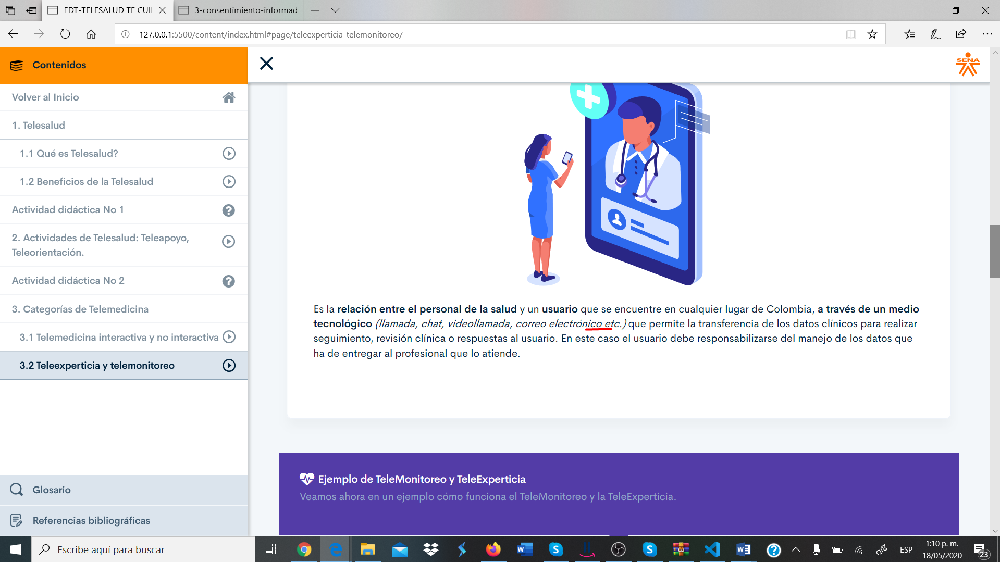 EDT-TELESALUD TE CUI
3-consentimiento-informad
127.0.0.1:5500/content/index.html#page/teleexperticia-telemonitoreo/
Contenidos
SENA
Volver al Inicio
1. Telesalud
1.1 Qué es Telesalud?
1.2 Beneficios de la Telesalud
Actividad didáctica No 1
2. Actividades de Telesalud: Teleapoyo,
Teleorientación.
Actividad didáctica No 2
3. Categorías de Telemedicina
3.1 Telemedicina interactiva y no interactiva
3.2 Teleexperticia y telemonitoreo
Glosario
Referencias bibliográficas
Es la relación entre el personal de la salud y un usuario que se encuentre en cualquier lugar de Colombia, a través de un medio
tecnológico (llamada, chat, videollamada, correo electrónico etc.) que permite la transferencia de los datos clínicos para realizar
seguimiento, revisión clínica o respuestas al usuario. En este caso el usuario debe responsabilizarse del manejo de los datos que
ha de entregar al profesional que lo atiende.
Ejemplo de TeleMonitoreo y TeleExperticia
Veamos ahora en un ejemplo cómo funciona el TeleMonitoreo y la TeleExperticia.
Escribe aquí para buscar
ESP
1:10 p. m.
18/05/2020
23